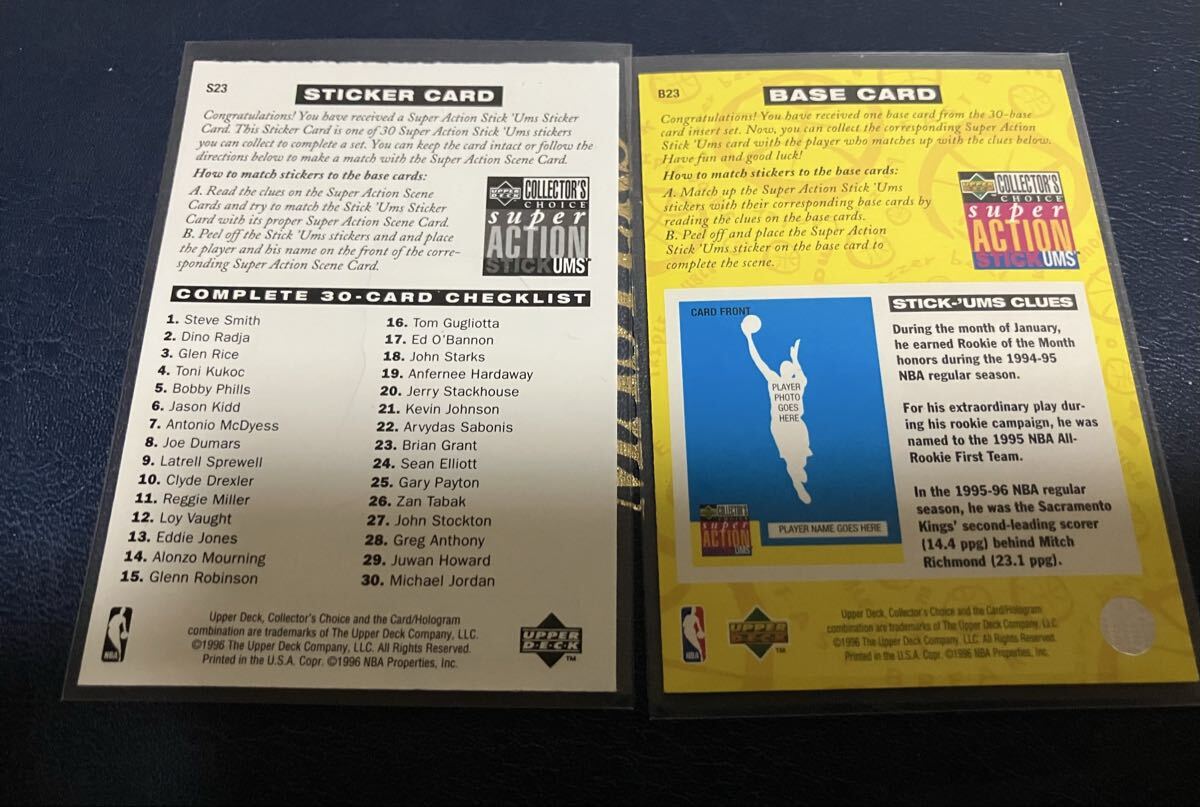 S23
STICKER CARD
Congratulations! You have received a Super Action Stick 'Ums Sticker
Card. This Sticker Card is one of 30 Super Action Stick 'Ums stickers
you can collect to complete a set. You can keep the card intact or follow the
directions below to make a match with the Super Action Scene Card.
How to match stickers to the base cards:
A. Read the clues on the Super Action Scene
Cards and try to match the Stick 'Ums Sticker
Card with its proper Super Action Scene Card.
B. Peel off the Stick'Ums stickers and and place
the player and his name on the front of the corre-
sponding Super Action Scene Card.
UPPER DECK
COLLECTOR'S
CHOICE
super
ACTION
STICKUMS™
COMPLETE 30-CARD CHECKLIST
1. Steve Smith
2. Dino Radja
3. Glen Rice
4. Toni Kukoc
5. Bobby Phills
6. Jason Kidd
7. Antonio McDyess
8. Joe Dumars
9. Latrell Sprewell
10. Clyde Drexler
11. Reggie Miller
12. Loy Vaught
13. Eddie Jones
14. Alonzo Mourning
15. Glenn Robinson
16. Tom Gugliotta
17. Ed O'Bannon
18. John Starks
19. Anfernee Hardaway
20. Jerry Stackhouse
21. Kevin Johnson
22. Arvydas Sabonis
23. Brian Grant
24. Sean Elliott
25. Gary Payton
26. Zan Tabak
27. John Stockton
28. Greg Anthony
29. Juwan Howard
30. Michael Jordan
NBA
Upper Deck, Collector's Choice and the Card/Hologram
combination are trademarks of The Upper Deck Company, LLC.
©1996 The Upper Deck Company, LLC. All Rights Reserved.
Printed in the U.S.A. Copr. ©1996 NBA Properties, Inc.
UPPER DECK™
B23
BASE CARD
Congratulations! You have received one base card from the 30-base
card insert set. Now, you can collect the corresponding Super Action
Stick 'Ums card with the player who matches up with the clues below.
Have fun and good luck!
How to match stickers to the base cards:
A. Match up the Super Action Stick 'Ums
stickers with their corresponding base cards by
reading the clues on the base cards.
B. Peel off and place the Super Action
Stick 'Ums sticker on the base card to
complete the scene.
UPPER DECK
COLLECTOR'S
CHOICE
super
ACTION
STICKUMS™
CARD FRONT
PLAYER
PHOTO
GOES
HERE
COLLECTOR'S
super
ACTION
UMS
PLAYER NAME GOES HERE
STICK-'UMS CLUES
During the month of January,
he earned Rookie of the Month
honors during the 1994-95
NBA regular season.
For his extraordinary play dur-
ing his rookie campaign, he was
named to the 1995 NBA All-
Rookie First Team.
In the 1995-96 NBA regular
season, he was the Sacramento
Kings' second-leading scorer
(14.4 ppg) behind Mitch
Richmond (23.1 ppg).
NBA
UPPER DECK™
Upper Deck, Collector's Choice and the Card/Hologram
combination are trademarks of The Upper Deck Company, LLC.
©1996 The Upper Deck Company, LLC. All Rights Reserved.
Printed in the U.S.A. Copr. ©1996 NBA Properties, Inc.